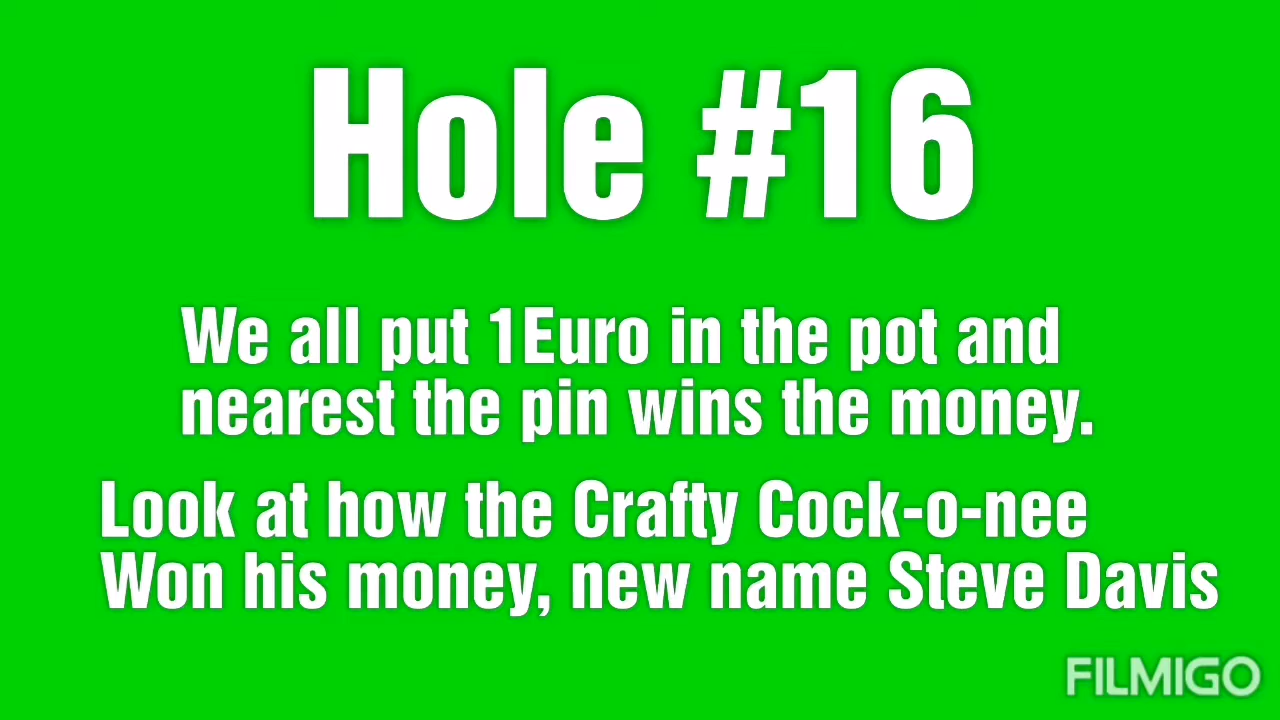 Hole #16
We all put 1Euro in the pot and
nearest the pin wins the money.
Look at how the Crafty Cock-o-nee
Won his money, new name Steve Davis
FILMIGO